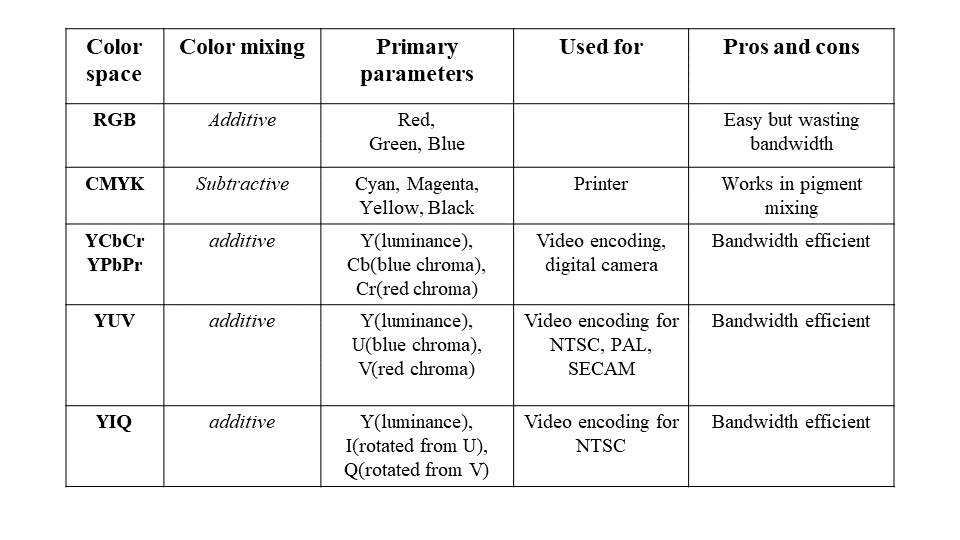 Color space
Color mixing
Primary parameters
Used for
Pros and cons
RGB
Additive
Red,
Green, Blue
Easy but wasting
bandwidth
CMYK
Subtractive
Cyan, Magenta,
Yellow, Black
Printer
Works in pigment
mixing
YCbCr
YPbPr
additive
Y(luminance),
Cb(blue chroma),
Cr(red chroma)
Video encoding,
digital camera
Bandwidth efficient
YUV
additive
Y(luminance),
U(blue chroma),
V(red chroma)
Video encoding for
NTSC, PAL,
SECAM
Bandwidth efficient
YIQ
additive
Y(luminance),
I(rotated from U),
Q(rotated from V)
Video encoding for
NTSC
Bandwidth efficient